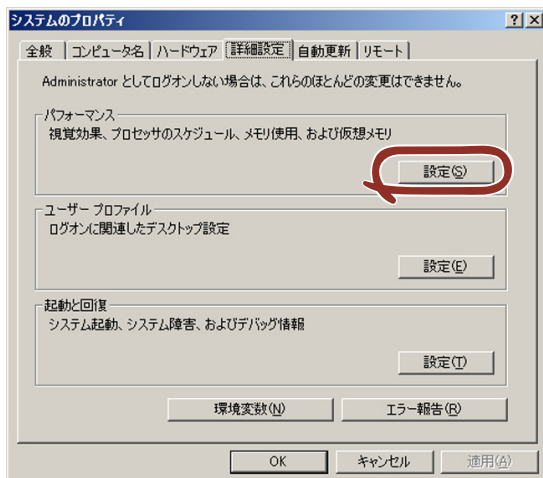 システムのプロパティ
全般 コンピュータ名 ハードウェア 詳細設定 自動更新 リモート
Administrator としてログオンしない場合は、これらのほとんどの変更はできません。
パフォーマンス
視覚効果、プロセッサのスケジュール、メモリ使用、および仮想メモリ
設定(S)
ユーザー プロファイル
ログオンに関連したデスクトップ設定
設定(E)
起動と回復
システム起動、システム障害、およびデバッグ情報
設定(T)
環境変数(N) エラー報告(R)
OK キャンセル 適用(A)